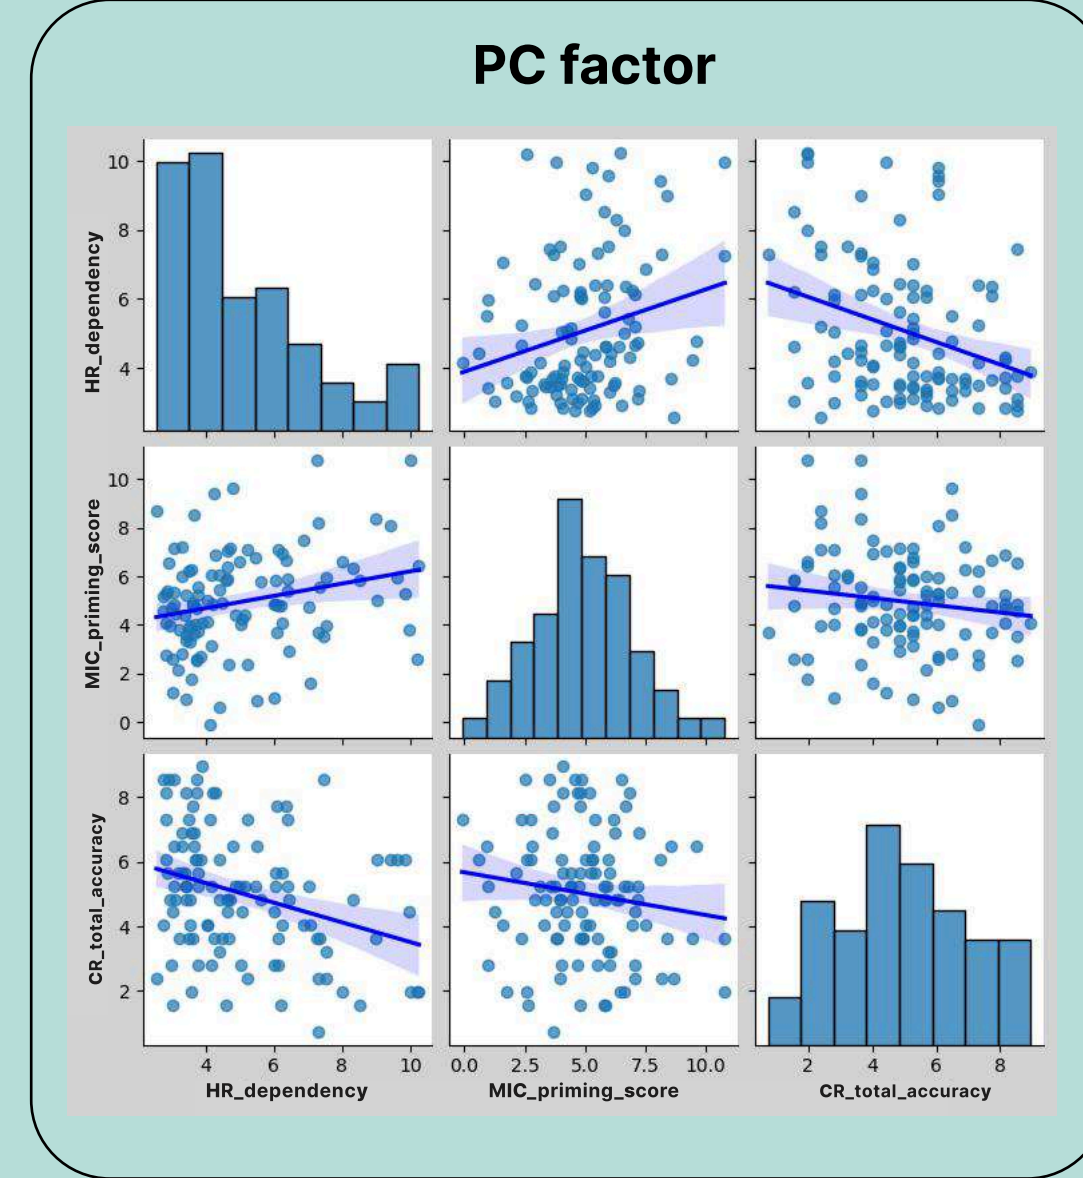 PC factor
10
8
6
4
HR_dependency
10
8
6
4
2
0
MIC_priming_score
8
6
4
2
CR_total_accuracy
4 6 8 10 0.0 2.5 5.0 7.5 10.0 2 4 6 8
HR_dependency MIC_priming_score CR_total_accuracy